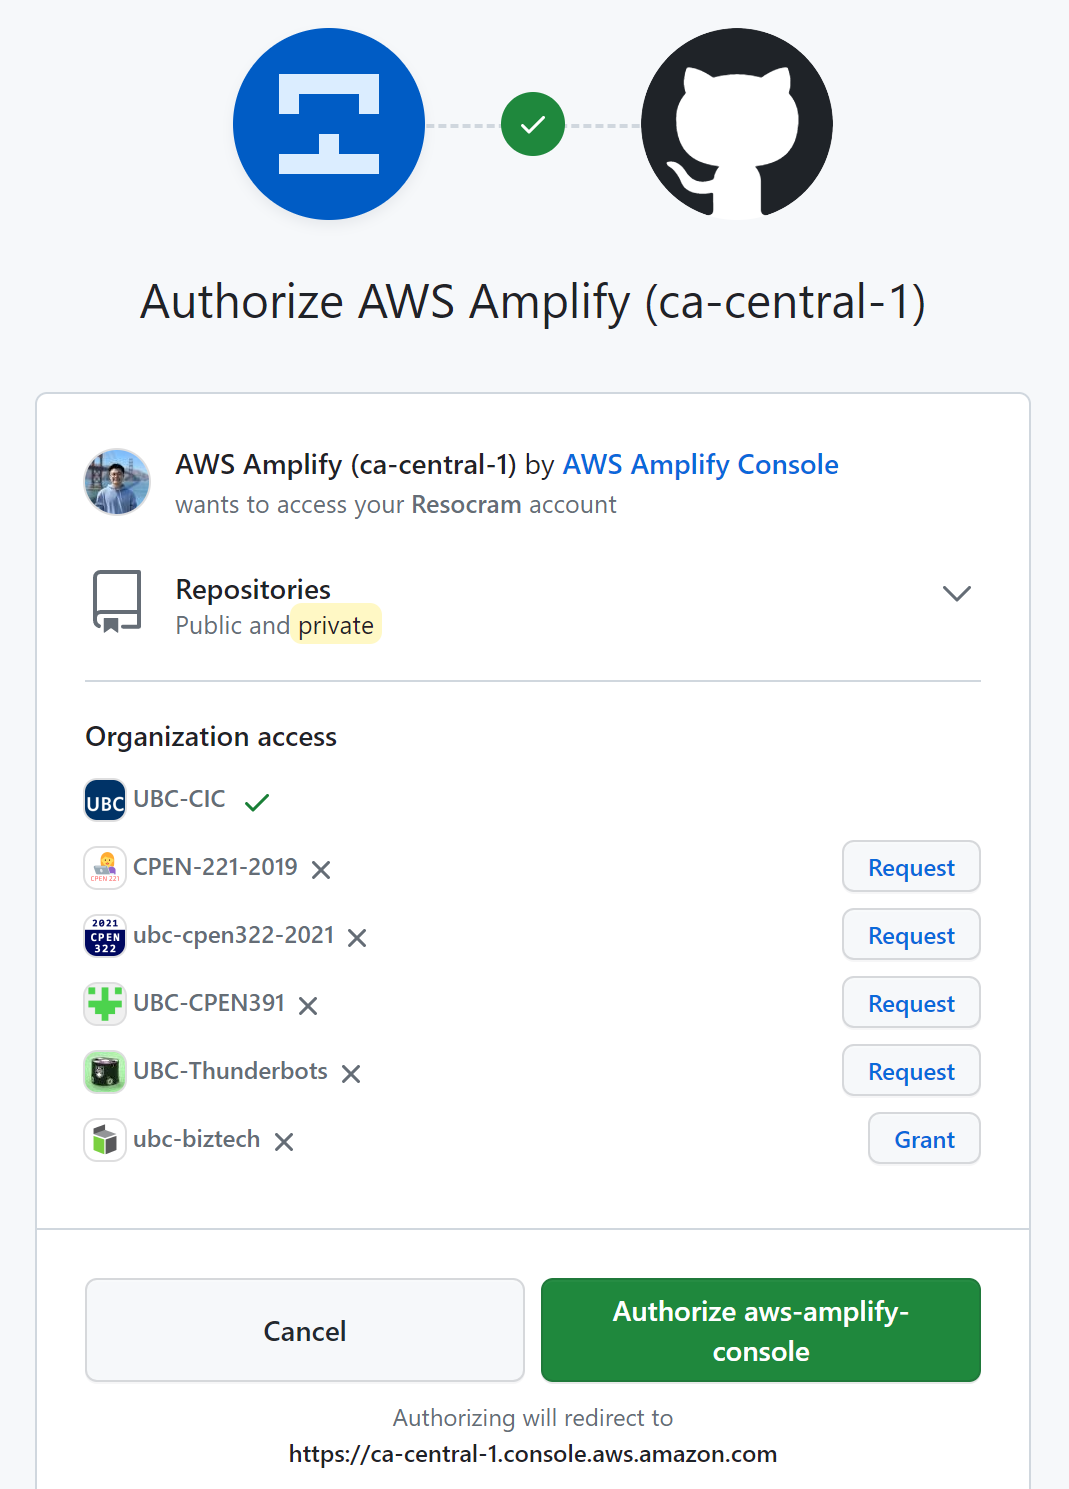 Authorize AWS Amplify (ca-central-1)
AWS Amplify (ca-central-1) by AWS Amplify Console
wants to access your Resocram account
Repositories
Public and private
Organization access
UBC UBC-CIC
CPEN 221 CPEN-221-2019 Request
2021
CPEN
322
ubc-cpen322-2021 Request
UBC-CPEN391 Request
UBC-Thunderbots Request
ubc-biztech Grant
Cancel
Authorize aws-amplify-
console
Authorizing will redirect to
https://ca-central-1.console.aws.amazon.com